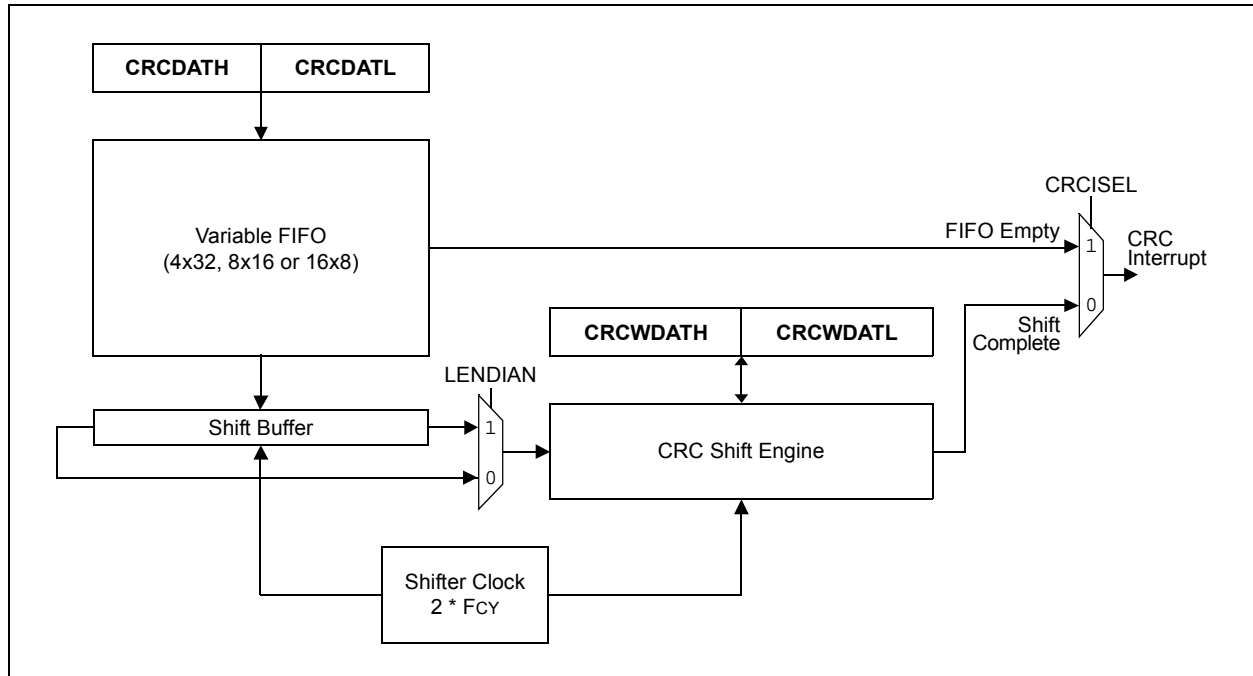 CRCDATH CRCDATL
Variable FIFO
(4x32, 8x16 or 16x8)
CRCISEL
FIFO Empty
1
CRC
Interrupt
0
Shift
Complete
CRCWDATH CRCWDATL
LENDIAN
Shift Buffer
1
0
CRC Shift Engine
Shifter Clock
2 * FCY